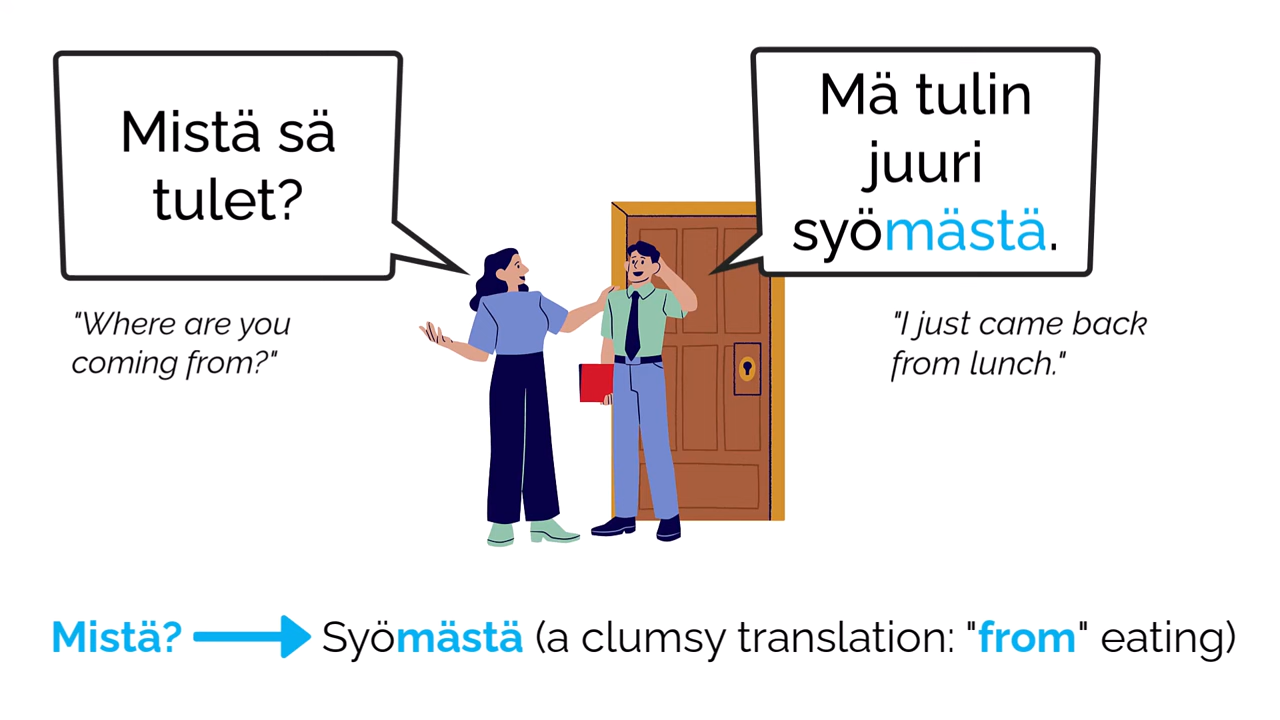 Mistä sä
tulet?
"Where are you
coming from?"
Mä tulin
juuri
syömästä.
"I just came back
from lunch."
Mistä? Syömästä (a clumsy translation: "from" eating)